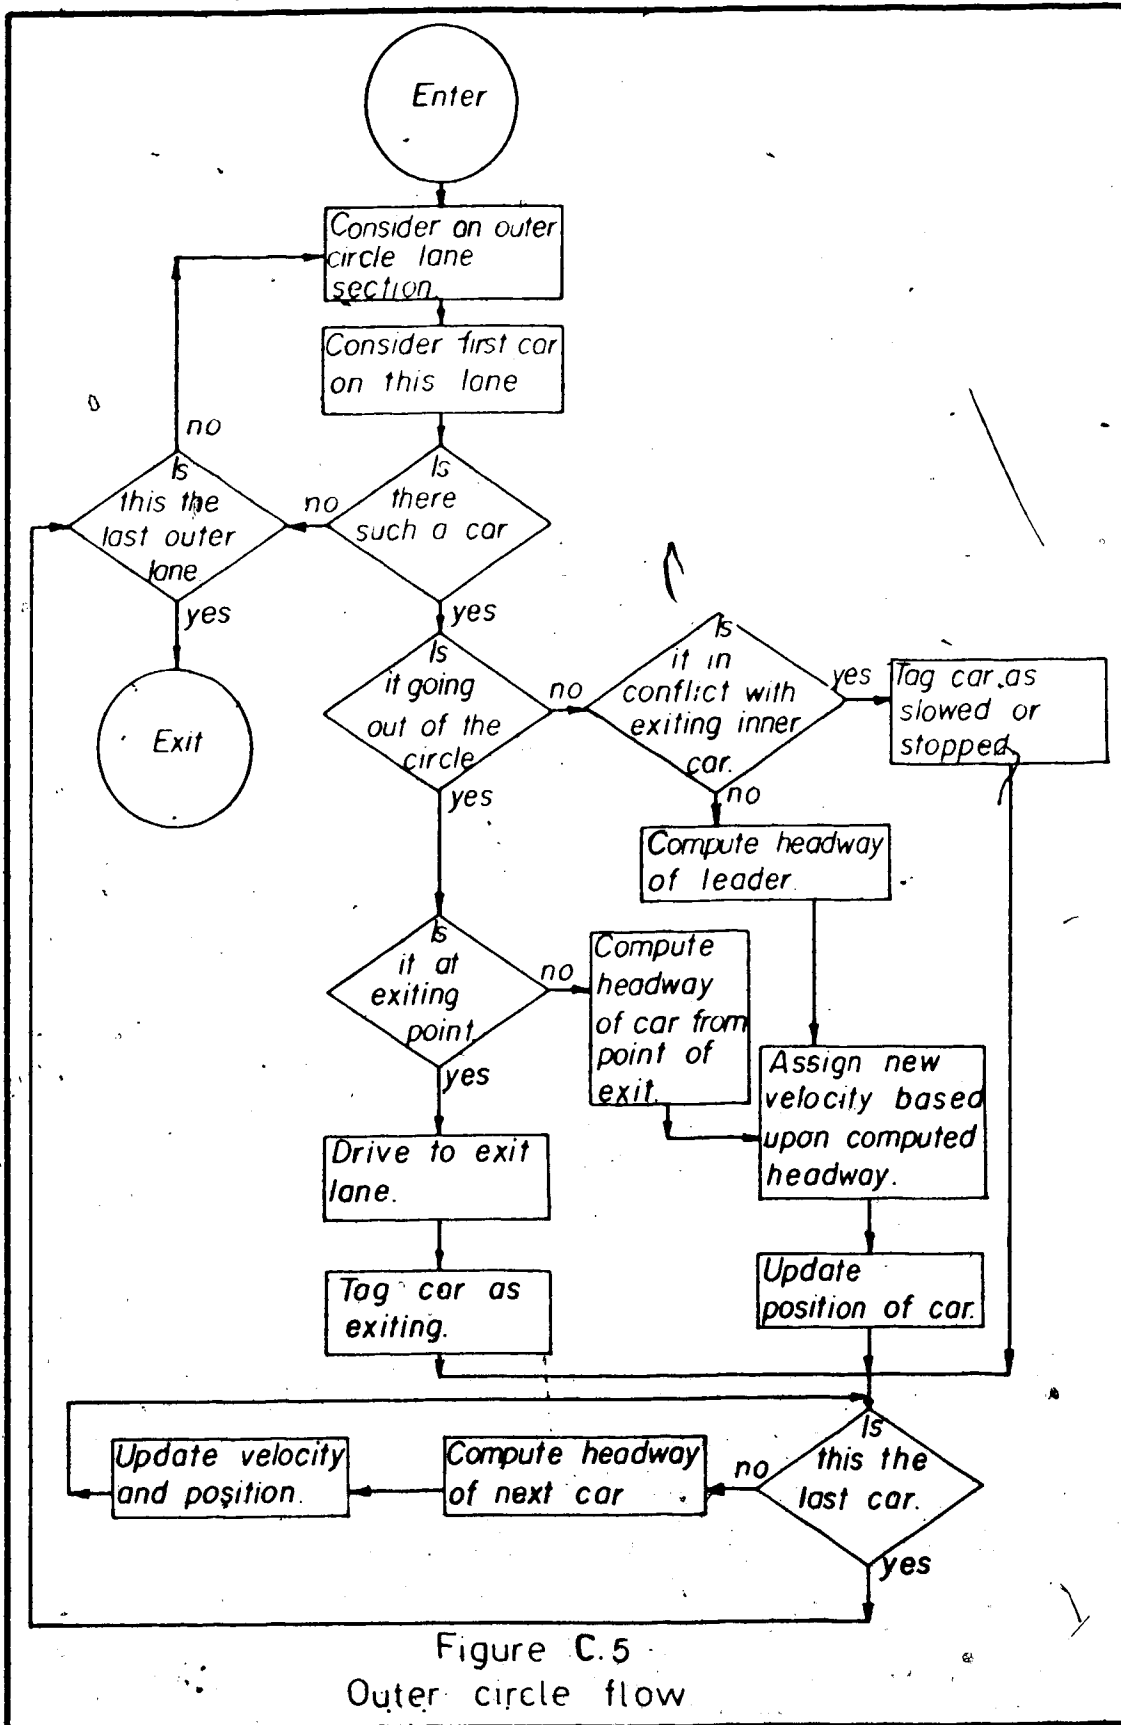 Enter
Consider an outer
circle lane
section.
Consider first car
on this lane
no
Is
this the
last outer
lane
no
Is
there
such a car
yes
yes
Exit
Is
it going
out of the
circle
no
Is
it in
conflict with
exiting inner
car.
yes
Tag car as
slowed or
stopped.
yes
no
Compute headway
of leader.
Is
it at
exiting
point
no
Compute
headway
of car from
point of
exit.
yes
Assign new
velocity based
upon computed
headway.
Drive to exit
lane.
Update
position of car.
Tag car as
exiting.
Update velocity
and position.
Compute headway
of next car
no
Is
this the
last car.
yes
Figure C.5
Outer circle flow